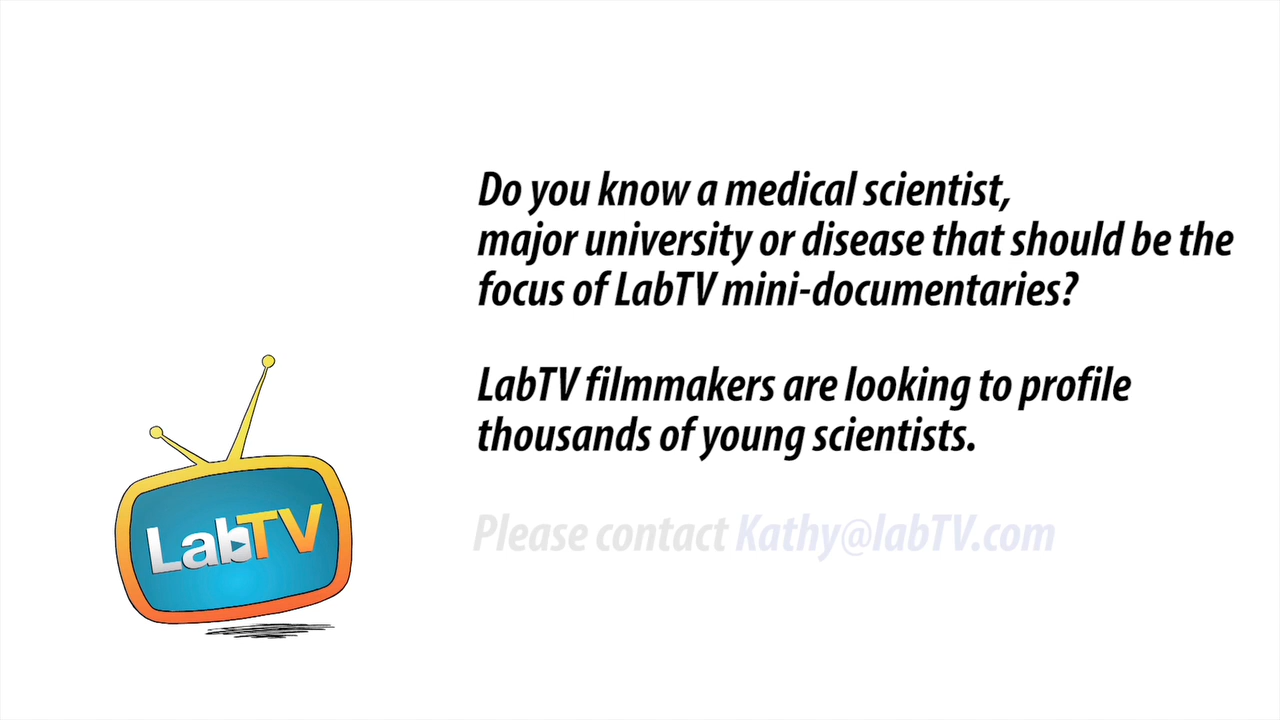 Do you know a medical scientist,
major university or disease that should be the
focus of LabTV mini-documentaries?
LabTV filmmakers are looking to profile
thousands of young scientists.
Please contact Kathy@labTV.com
LabTV